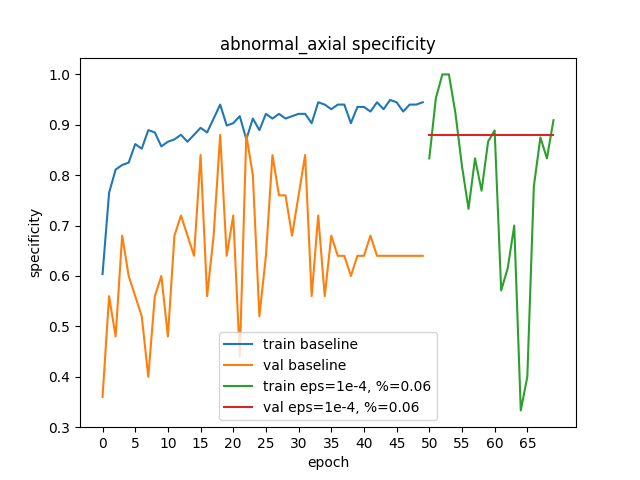 abnormal_axial specificity
1.0
0.9
0.8
0.7
0.6
0.5
0.4
0.3
specificity
train baseline
val baseline
train eps=1e-4, %=0.06
val eps=1e-4, %=0.06
0 5 10 15 20 25 30 35 40 45 50 55 60 65
epoch